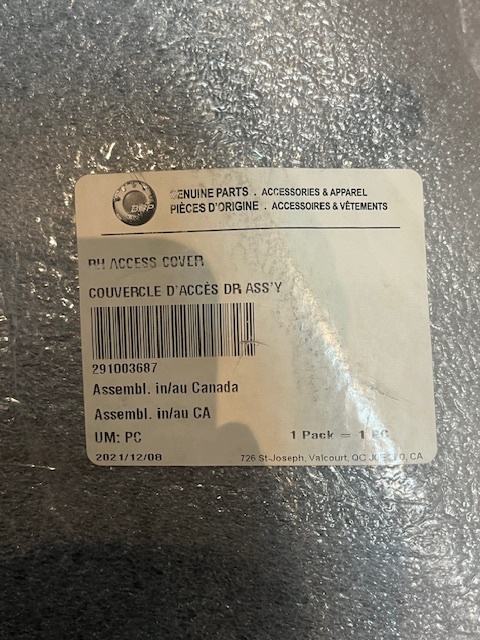 GENUINE PARTS . ACCESSORIES & APPAREL
PIÈCES D'ORIGINE . ACCESSOIRES & VÊTEMENTS
RH ACCESS COVER
COUVERCLE D'ACCÈS DR ASS'Y
291003687
Assembl. in/au Canada
Assembl. in/au CA
UM: PC
1 Pack = 1 PC
2021/12/08
726 St-Joseph, Valcourt, QC CA